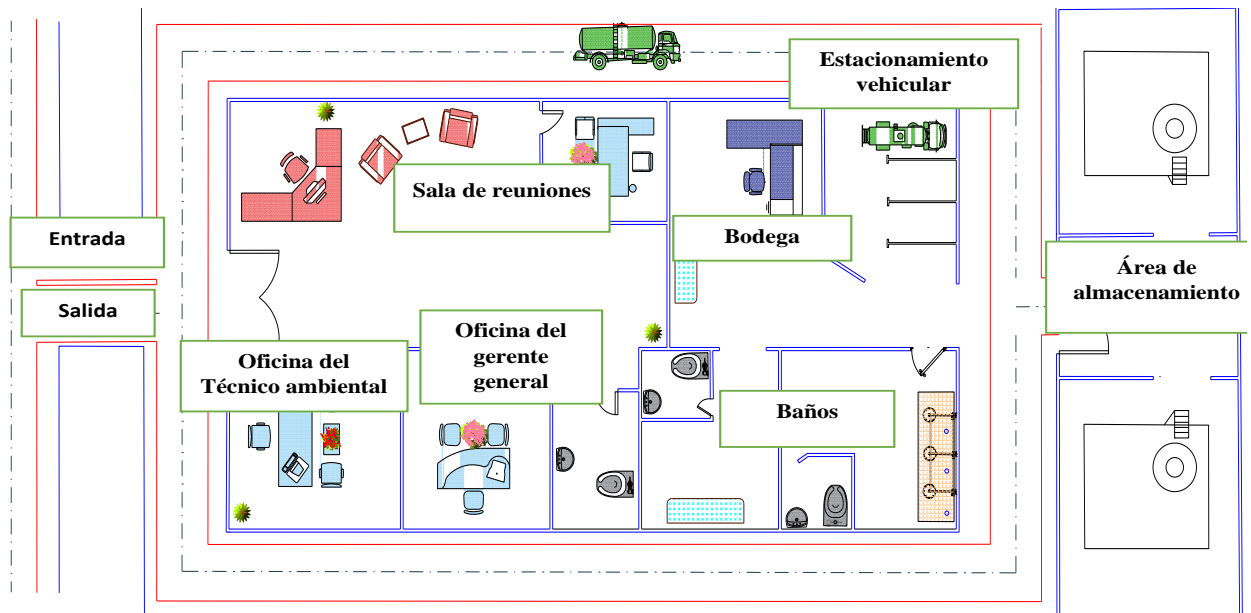 Estacionamiento
vehicular
Sala de reuniones
Entrada
Bodega
Área de
almacenamiento
Salida
Oficina del
Técnico ambiental
Oficina del
gerente
general
Baños